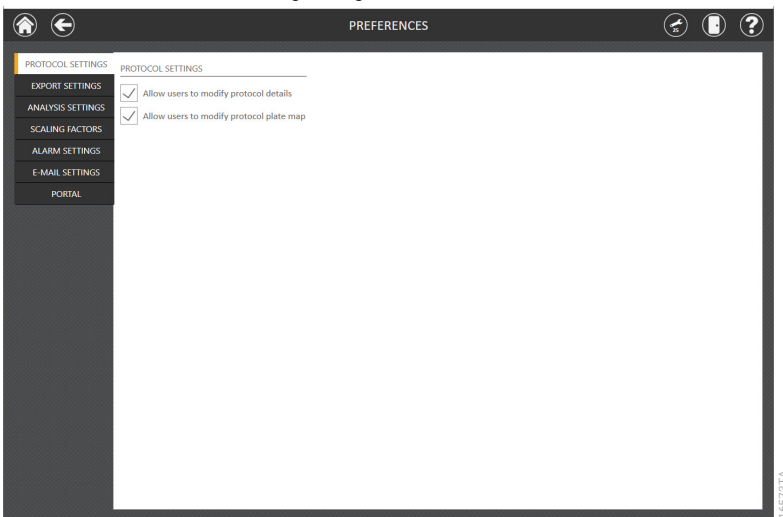 PREFERENCES
25
?
PROTOCOL SETTINGS
EXPORT SETTINGS
ANALYSIS SETTINGS
SCALING FACTORS
ALARM SETTINGS
E-MAIL SETTINGS
PORTAL
PROTOCOL SETTINGS
Allow users to modify protocol details
Allow users to modify protocol plate map